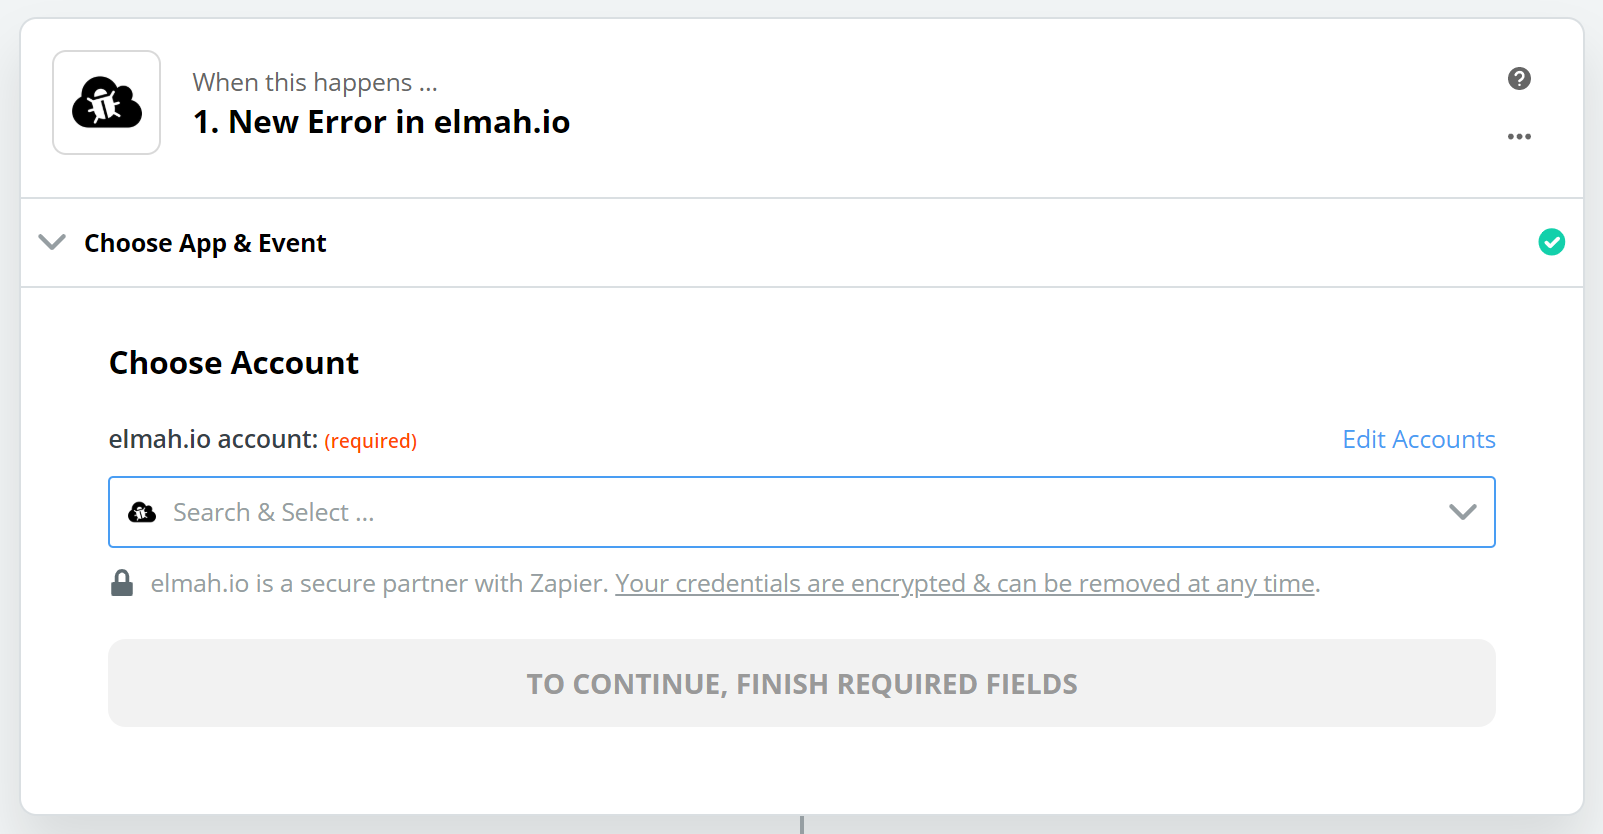 When this happens ...
1. New Error in elmah.io
Choose App & Event
Choose Account
elmah.io account: (required)
Edit Accounts
Search & Select ...
elmah.io is a secure partner with Zapier. Your credentials are encrypted & can be removed at any time.
TO CONTINUE, FINISH REQUIRED FIELDS